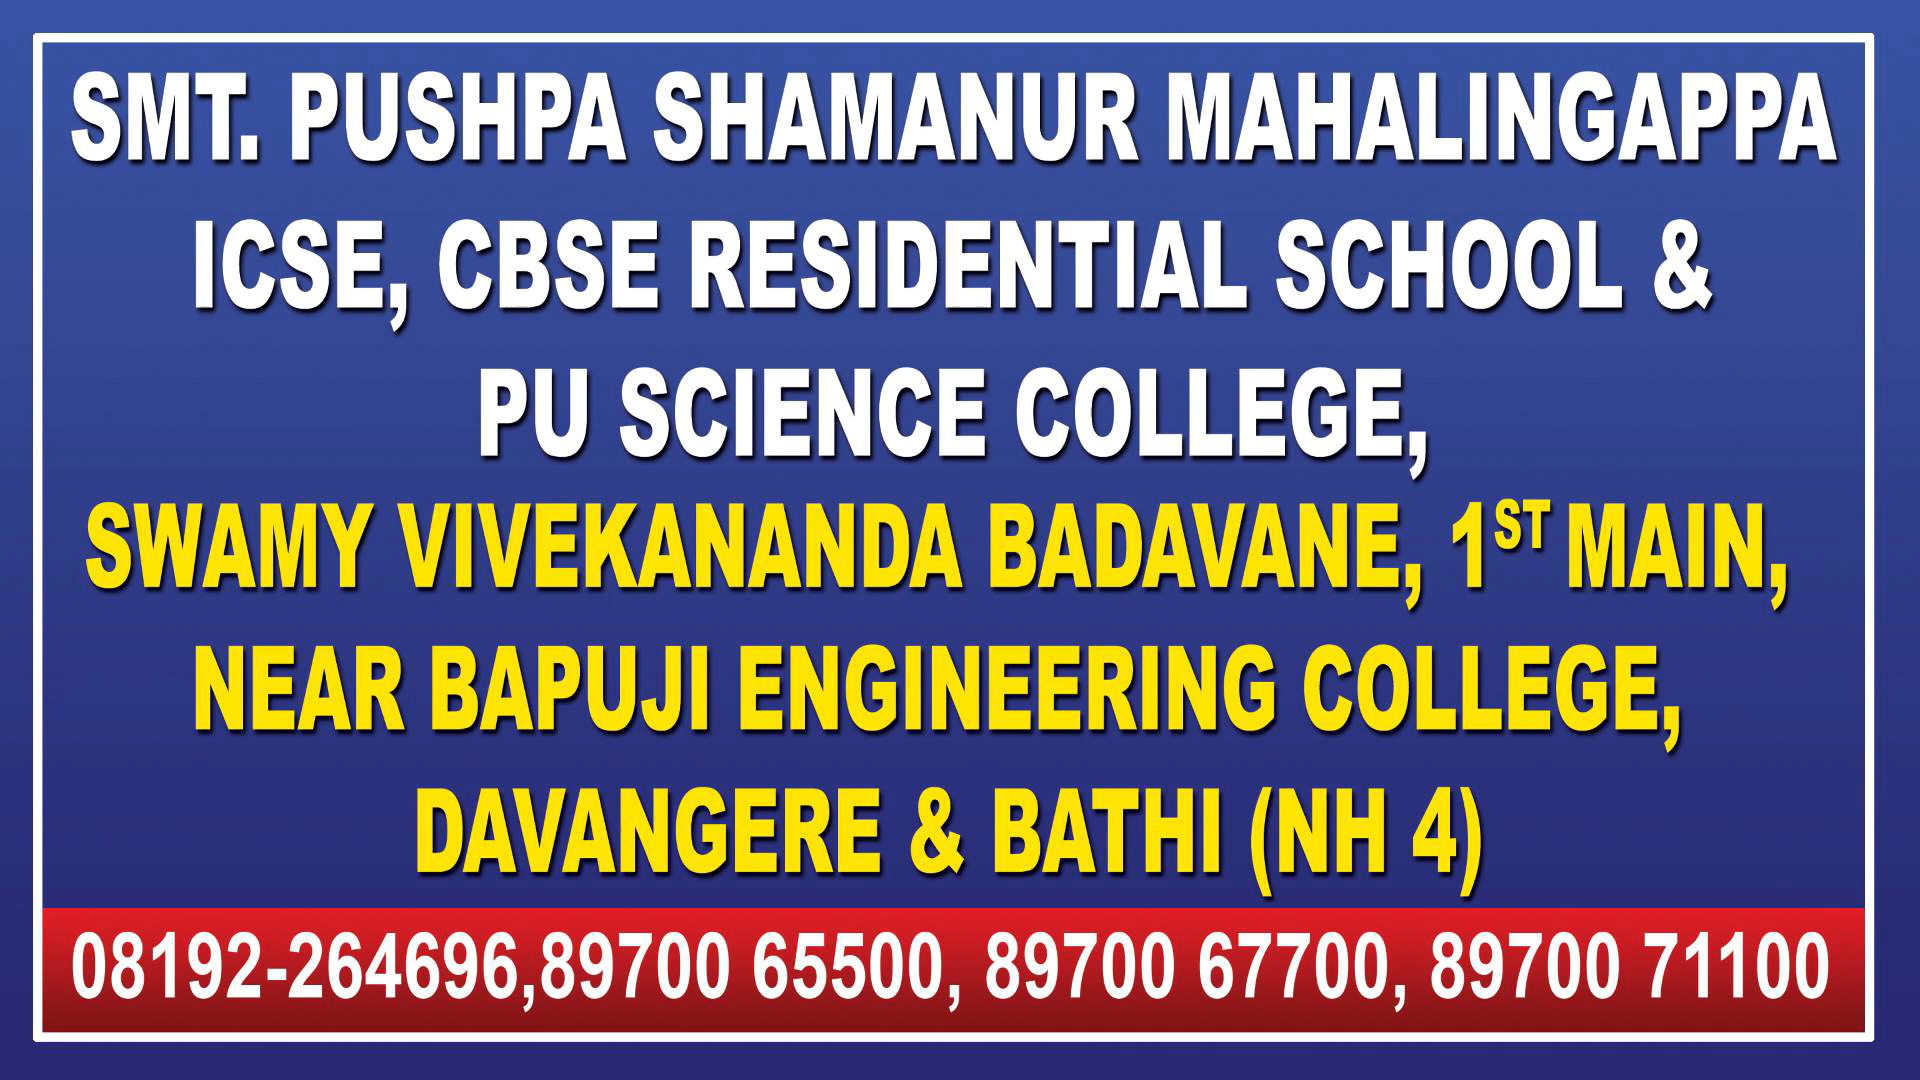 SMT. PUSHPA SHAMANUR MAHALINGAPPA
ICSE, CBSE RESIDENTIAL SCHOOL &
PU SCIENCE COLLEGE,
SWAMY VIVEKANANDA BADAVANE, 1ST MAIN,
NEAR BAPUJI ENGINEERING COLLEGE,
DAVANGERE & BATHI (NH 4)
08192-264696,89700 65500, 89700 67700, 89700 71100